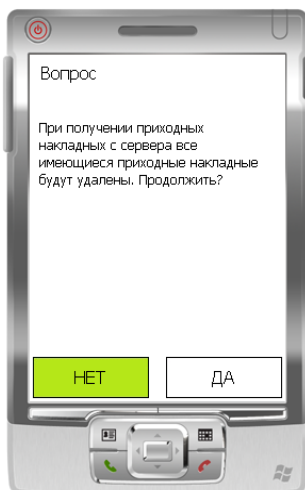 Вопрос
При получении приходных
накладных с сервера все
имеющиеся приходные накладные
будут удалены. Продолжить?
НЕТ
ДА